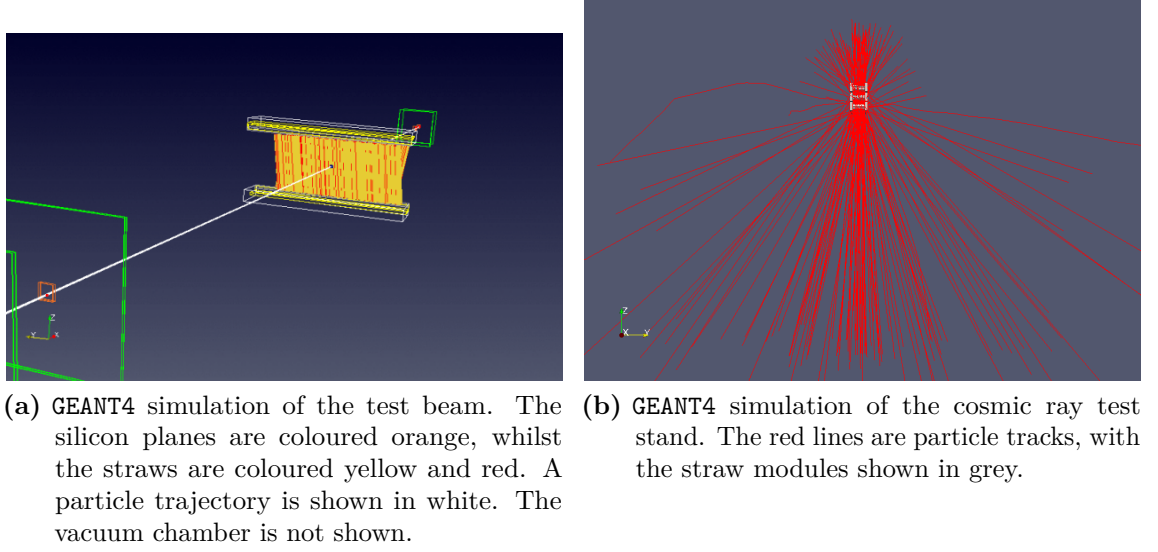 Z
Y
X
Z
X
Y
(a) GEANT4 simulation of the test beam. The
silicon planes are coloured orange, whilst
the straws are coloured yellow and red. A
particle trajectory is shown in white. The
vacuum chamber is not shown.
(b) GEANT4 simulation of the cosmic ray test
stand. The red lines are particle tracks, with
the straw modules shown in grey.